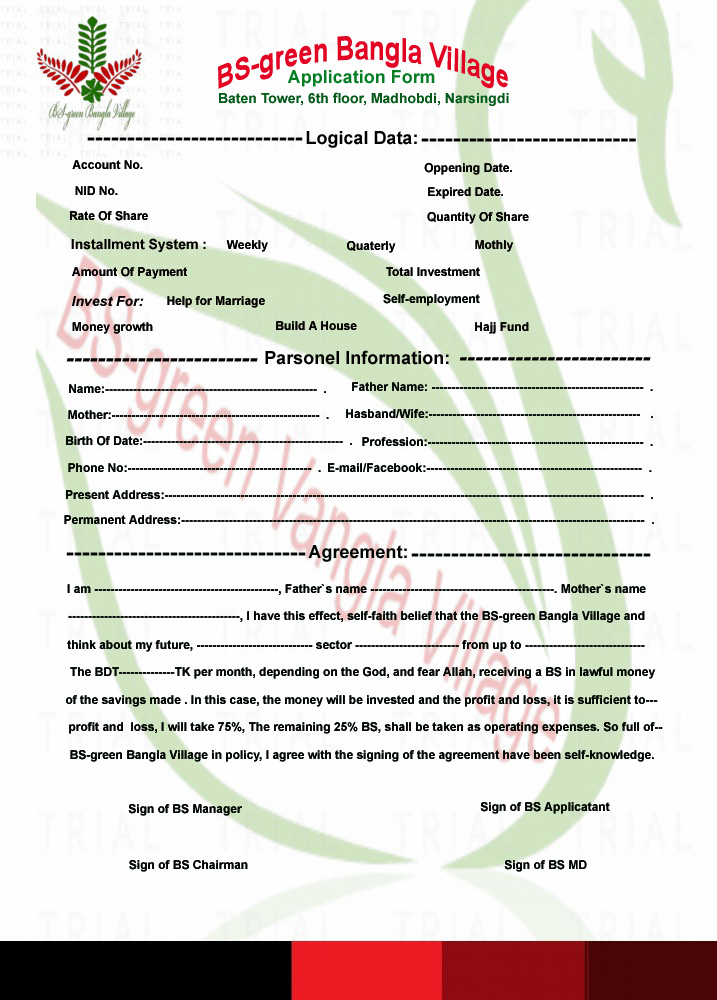 BS-green Bangla Village
Application Form
Baten Tower, 6th floor, Madhobdi, Narsingdi
BS-green Bangla Village
---------------------------Logical Data:---------------------------
Account No. Oppening Date.
NID No. Expired Date.
Rate Of Share Quantity Of Share
Installment System : Weekly Quaterly Mothly
Amount Of Payment Total Investment
Invest For: Help for Marriage Self-employment
Money growth Build A House Hajj Fund
------------------------ Parsonel Information: ------------------------
Name:----------------------------------------------------- . Father Name: ----------------------------------------------------- .
Mother:---------------------------------------------------- . Hasband/Wife:----------------------------------------------------- .
Birth Of Date:-------------------------------------------------- . Profession:------------------------------------------------------ .
Phone No:---------------------------------------------- . E-mail/Facebook:------------------------------------------------------ .
Present Address:------------------------------------------------------------------------------------------------------------------------ .
Permanent Address:-------------------------------------------------------------------------------------------------------------------- .
------------------------------Agreement:------------------------------
I am ----------------------------------------------, Father`s name ----------------------------------------------. Mother`s name
-------------------------------------------, I have this effect, self-faith belief that the BS-green Bangla Village and
think about my future, ----------------------------- sector -------------------------- from up to ------------------------------
The BDT--------------TK per month, depending on the God, and fear Allah, receiving a BS in lawful money
of the savings made . In this case, the money will be invested and the profit and loss, it is sufficient to---
profit and loss, I will take 75%, The remaining 25% BS, shall be taken as operating expenses. So full of--
BS-green Bangla Village in policy, I agree with the signing of the agreement have been self-knowledge.
Sign of BS Manager Sign of BS Applicatant
Sign of BS Chairman Sign of BS MD
BS-green Vangla Village
TRIAL